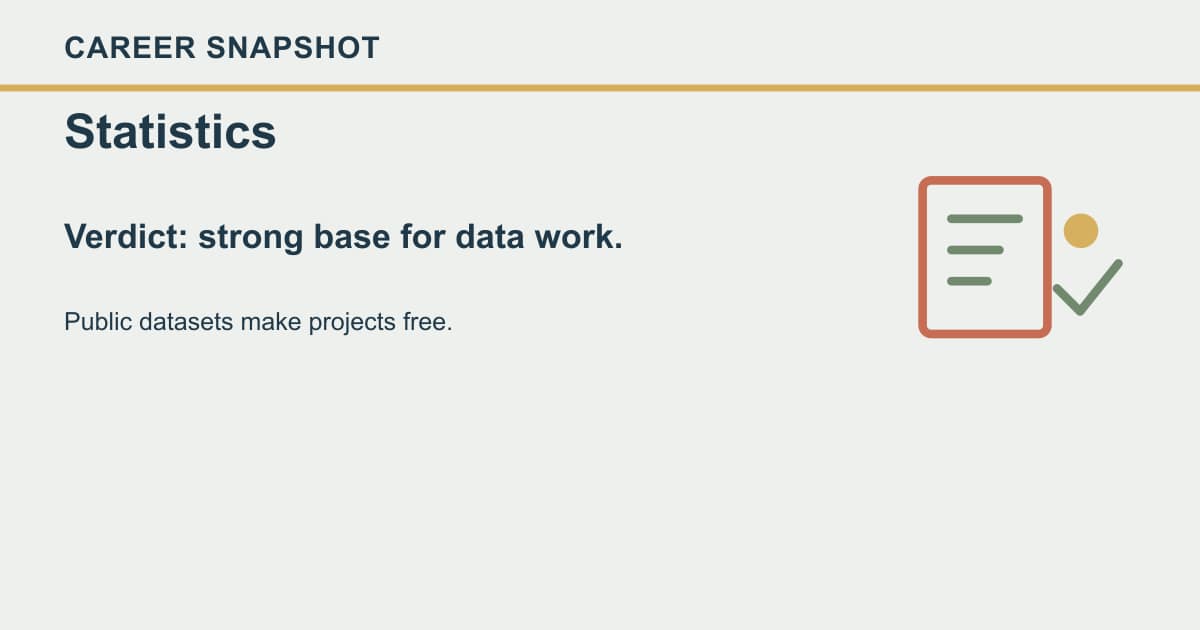 CAREER SNAPSHOT
Statistics
Verdict: strong base for data work.
Public datasets make projects free.